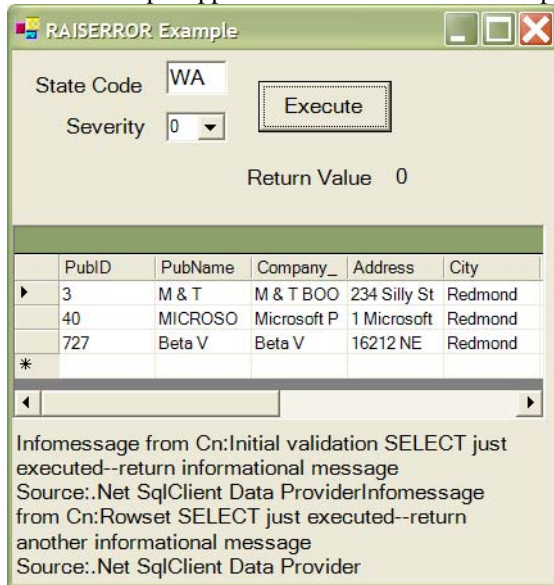 RAISERROR Example
State Code WA
Severity 0
Execute
Return Value 0
PubID PubName Company_ Address City
3 M & T M & T BOO 234 Silly St Redmond
40 MICROSO Microsoft P 1 Microsoft Redmond
727 Beta V Beta V 16212 NE Redmond
Infomessage from Cn:Initial validation SELECT just
executed--return informational message
Source:.Net SqlClient Data ProviderInfomessage
from Cn:Rowset SELECT just executed--return
another informational message
Source:.Net SqlClient Data Provider